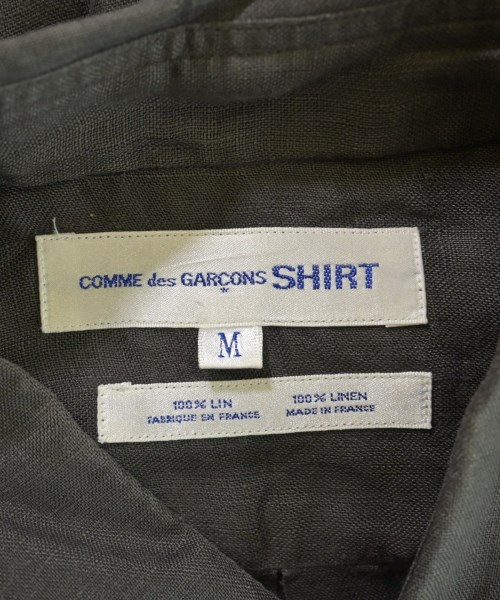 COMME des GARCONS SHIRT
*
M
100% LIN 100% LINEN
FABRIQUE EN FRANCE MADE IN FRANCE